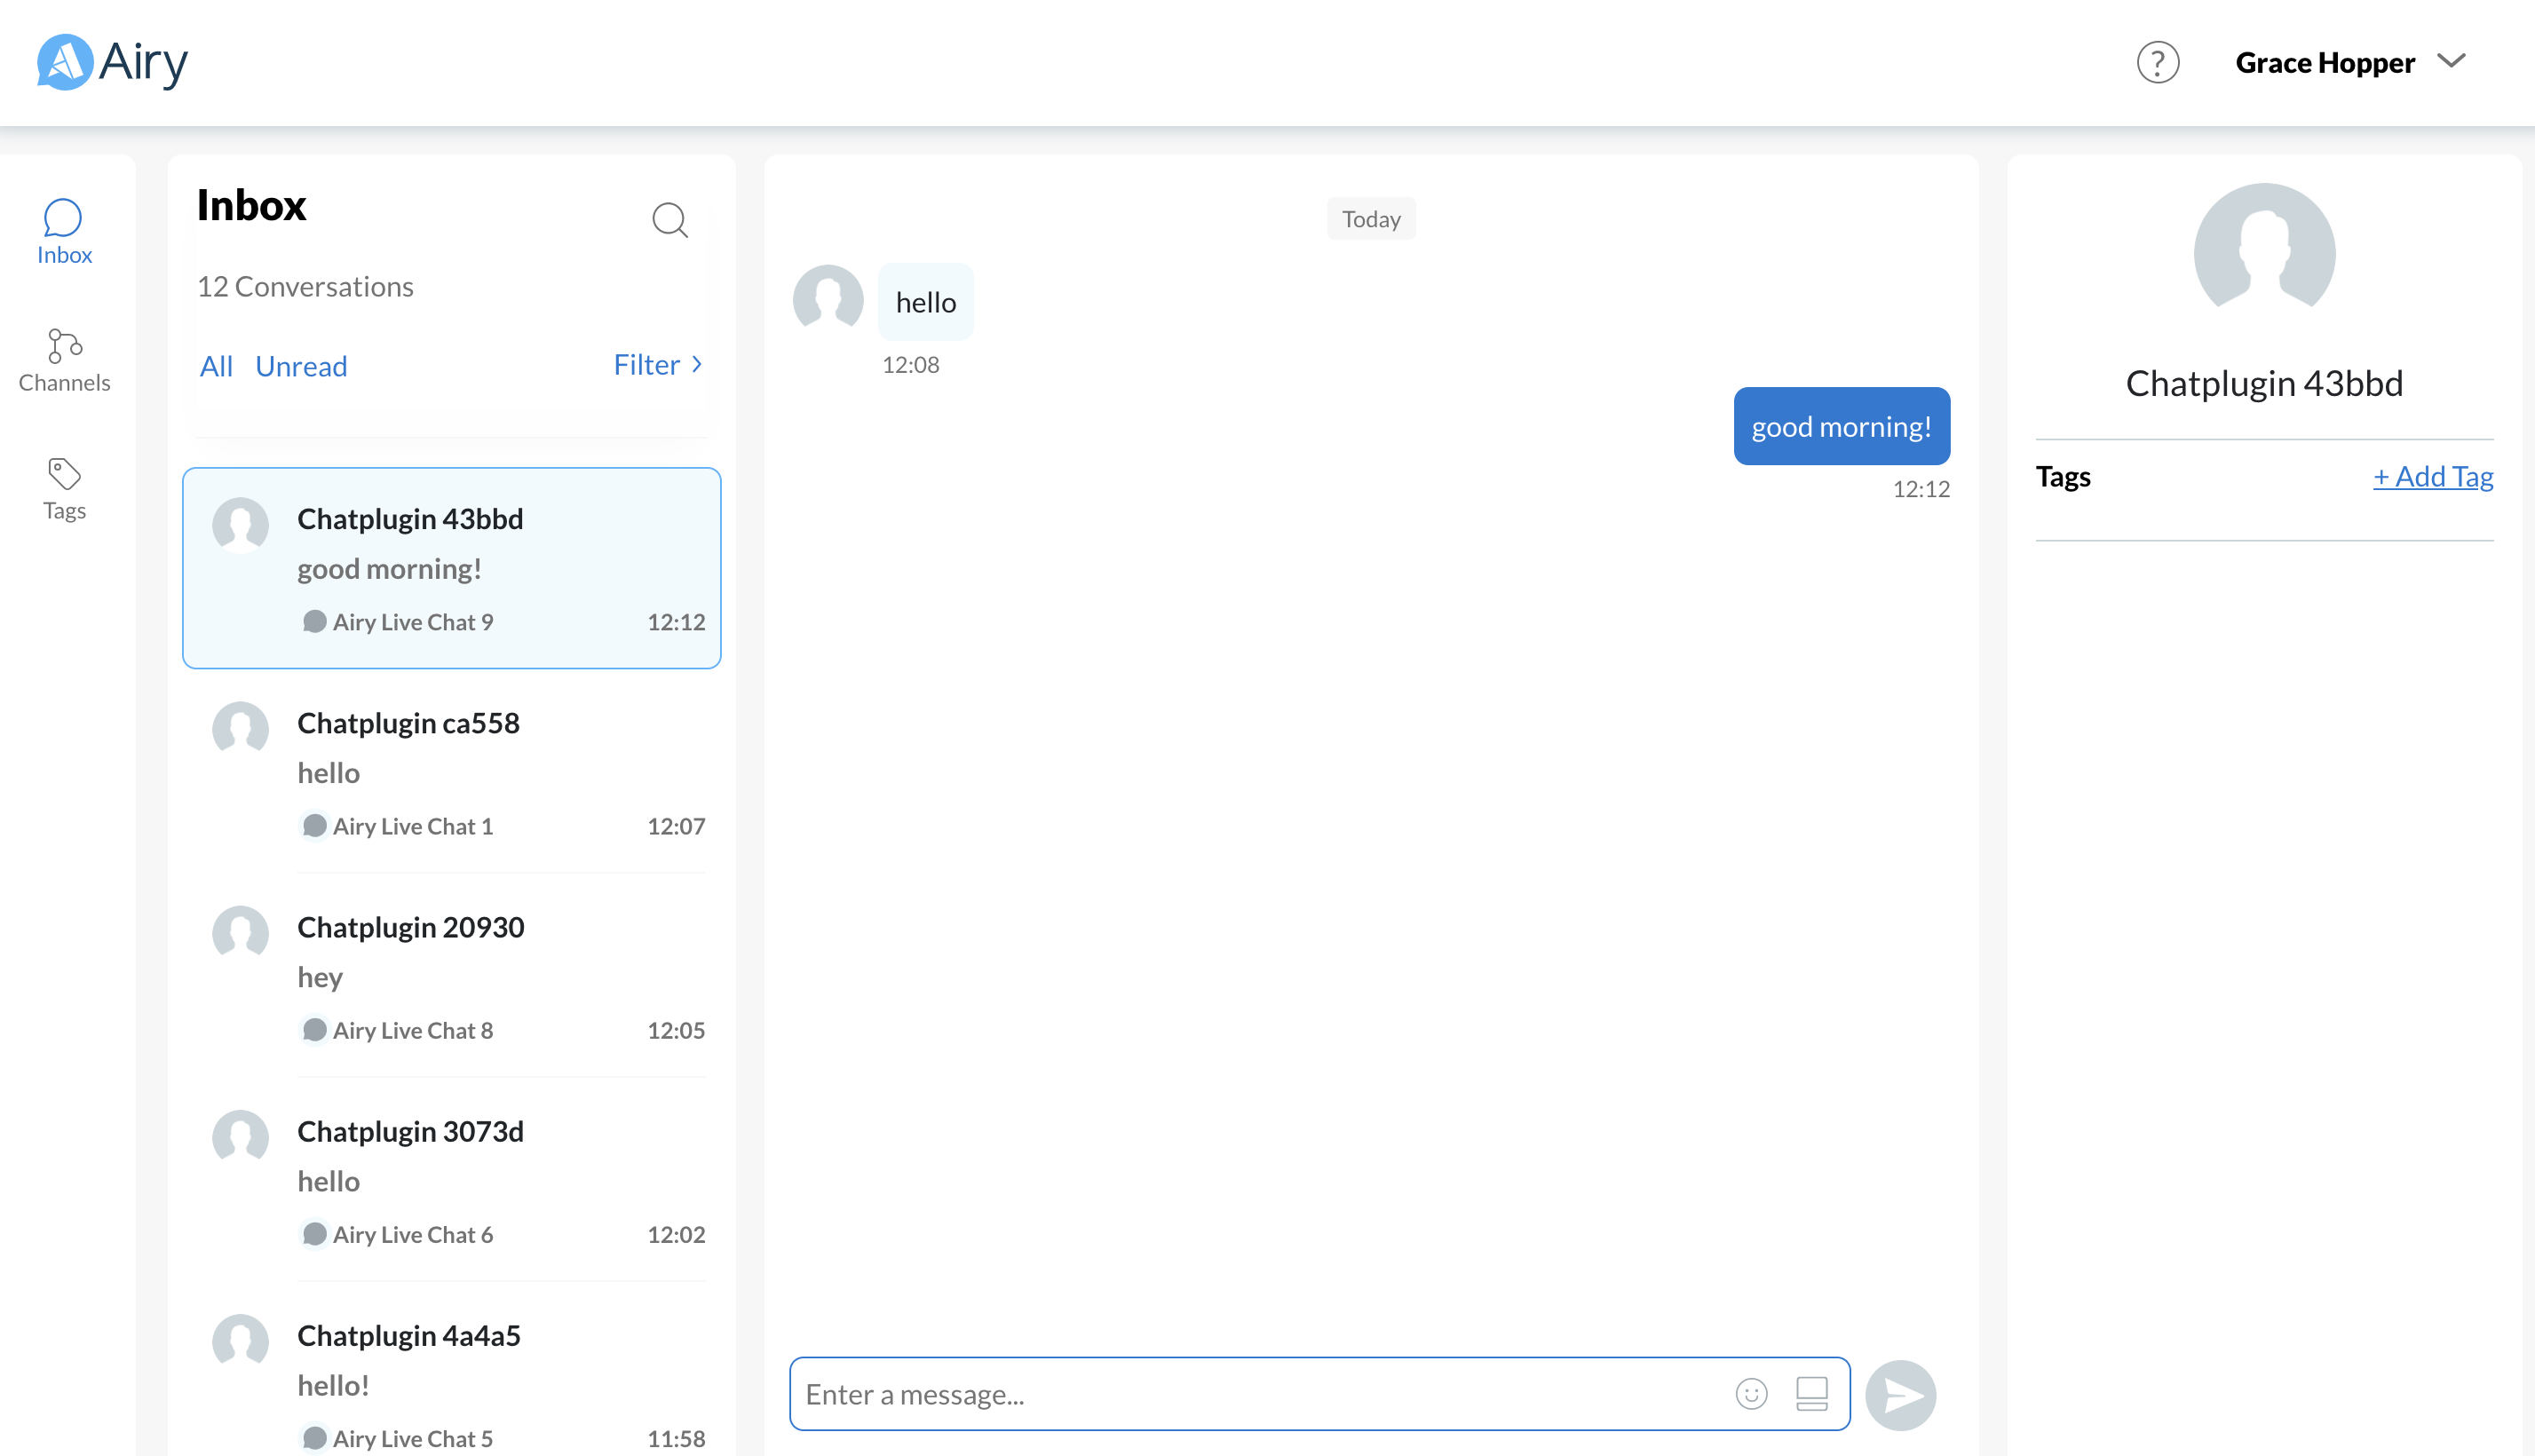 Airy
?
Grace Hopper
Inbox
Channels
Tags
Inbox
12 Conversations
All Unread Filter
Chatplugin 43bbd
good morning!
Airy Live Chat 9 12:12
Chatplugin ca558
hello
Airy Live Chat 1 12:07
Chatplugin 20930
hey
Airy Live Chat 8 12:05
Chatplugin 3073d
hello
Airy Live Chat 6 12:02
Chatplugin 4a4a5
hello!
Airy Live Chat 5 11:58
Today
hello
12:08
good morning!
12:12
Enter a message...
Chatplugin 43bbd
Tags + Add Tag